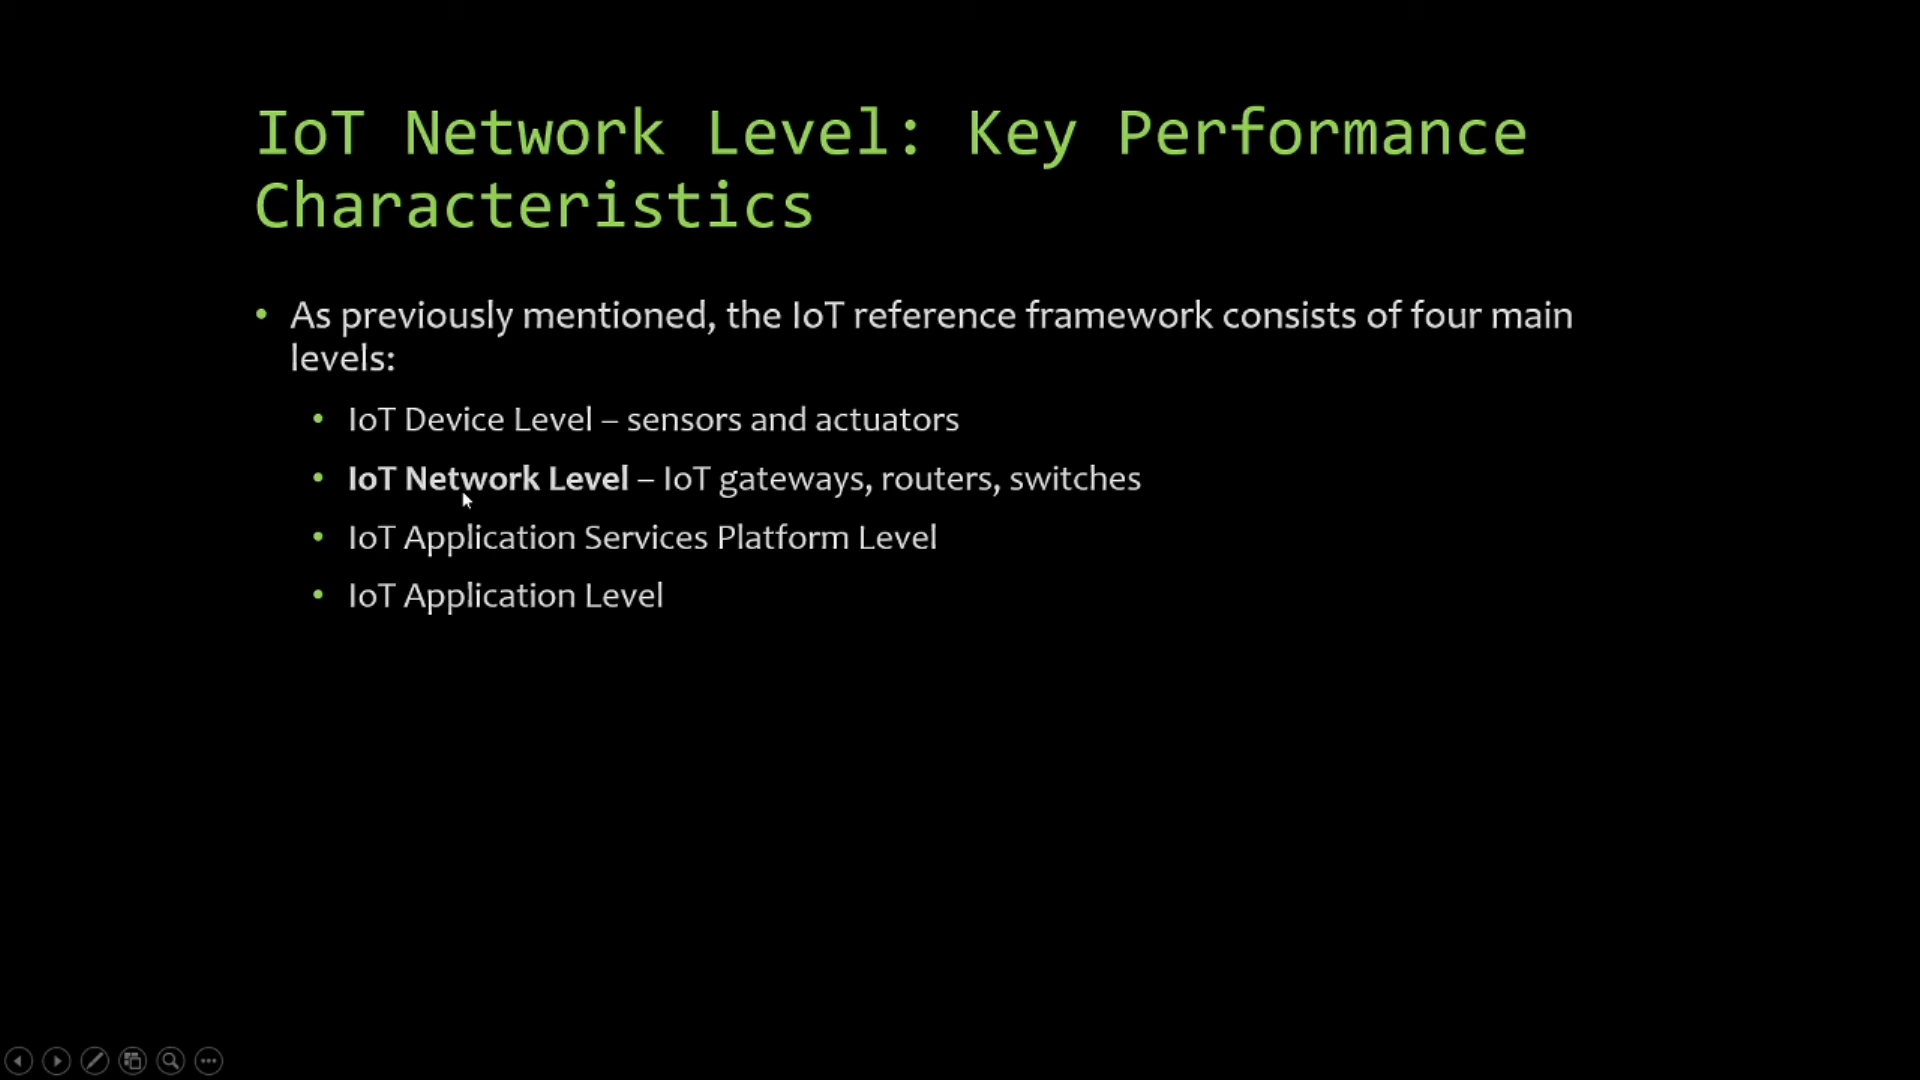 IoT Network Level: Key Performance
Characteristics
• As previously mentioned, the IoT reference framework consists of four main
levels:
• IoT Device Level – sensors and actuators
• IoT Network Level – IoT gateways, routers, switches
• IoT Application Services Platform Level
• IoT Application Level